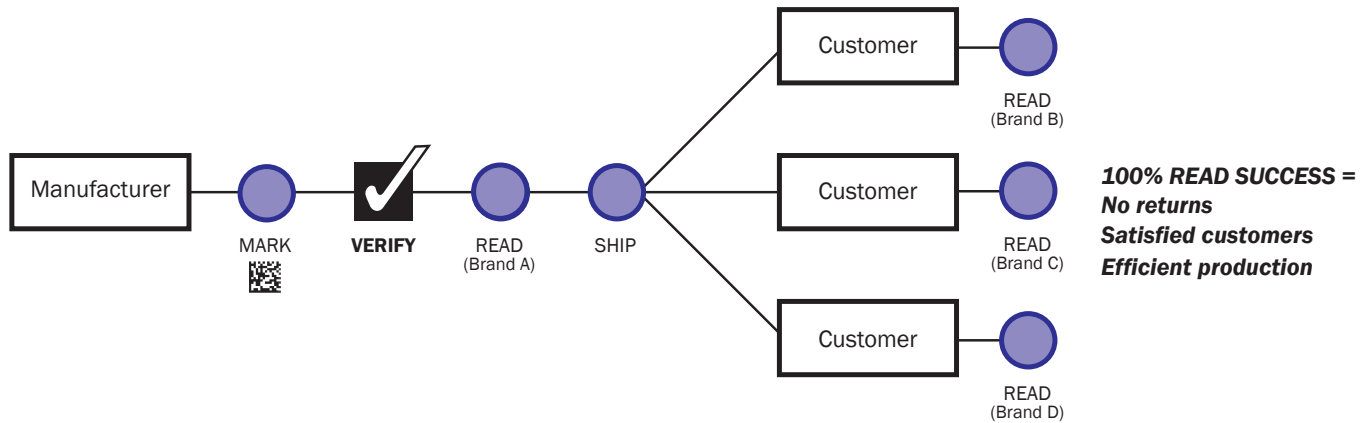 Customer
READ
(Brand B)
Manufacturer
MARK
VERIFY
READ
(Brand A)
SHIP
Customer
READ
(Brand C)
100% READ SUCCESS =
No returns
Satisfied customers
Efficient production
Customer
READ
(Brand D)